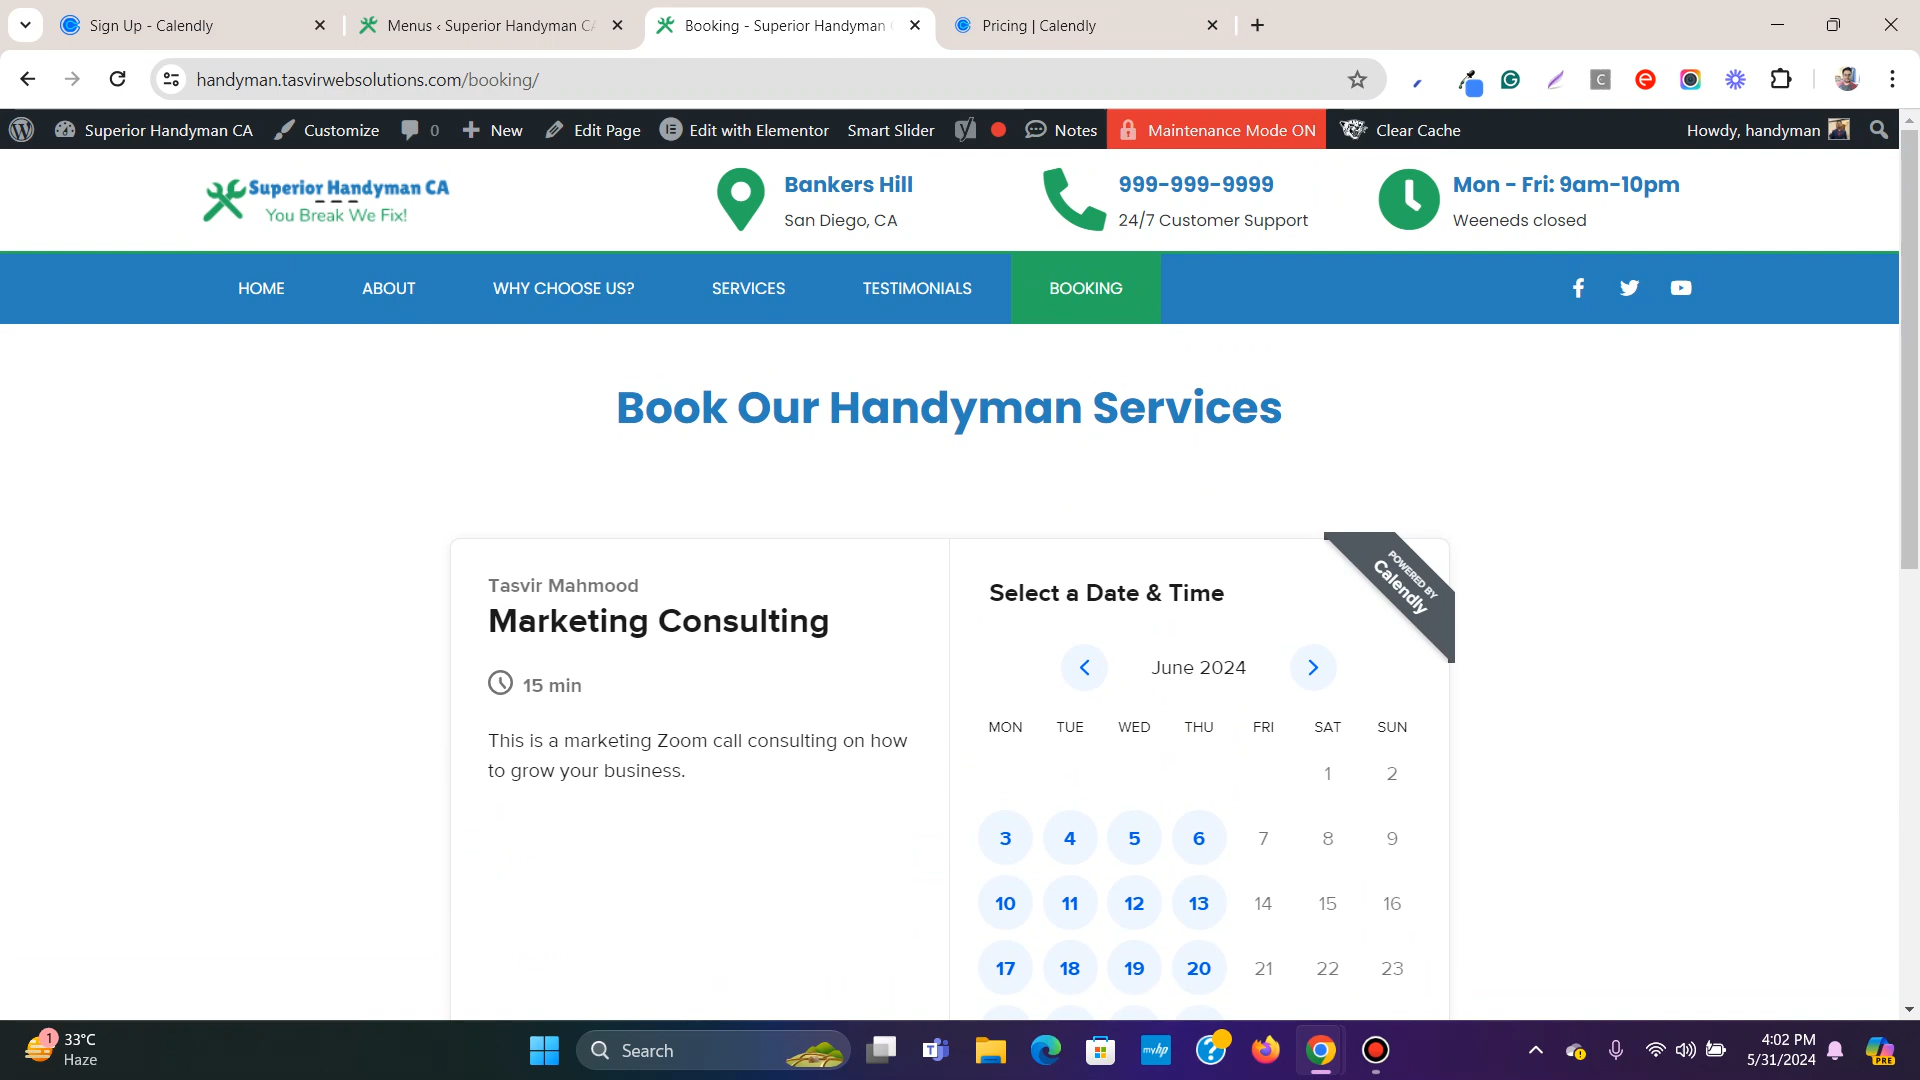 Sign Up - Calendly
Menus ‹ Superior Handyman CA
Booking - Superior Handyman
Pricing | Calendly
handyman.tasvirwebsolutions.com/booking/
Superior Handyman CA
Customize
0
New
Edit Page
Edit with Elementor
Smart Slider
Notes
Maintenance Mode ON
Clear Cache
Howdy, handyman
Superior Handyman CA
You Break We Fix!
Bankers Hill
San Diego, CA
999-999-9999
24/7 Customer Support
Mon - Fri: 9am-10pm
Weeneds closed
HOME
ABOUT
WHY CHOOSE US?
SERVICES
TESTIMONIALS
BOOKING
Book Our Handyman Services
Tasvir Mahmood
Marketing Consulting
15 min
This is a marketing Zoom call consulting on how
to grow your business.
POWERED BY
Calendly
Select a Date & Time
June 2024
MON TUE WED THU FRI SAT SUN
1 2
3 4 5 6 7 8 9
10 11 12 13 14 15 16
17 18 19 20 21 22 23
1
33°C
Haze
Search
myhp
4:02 PM
5/31/2024
PRE